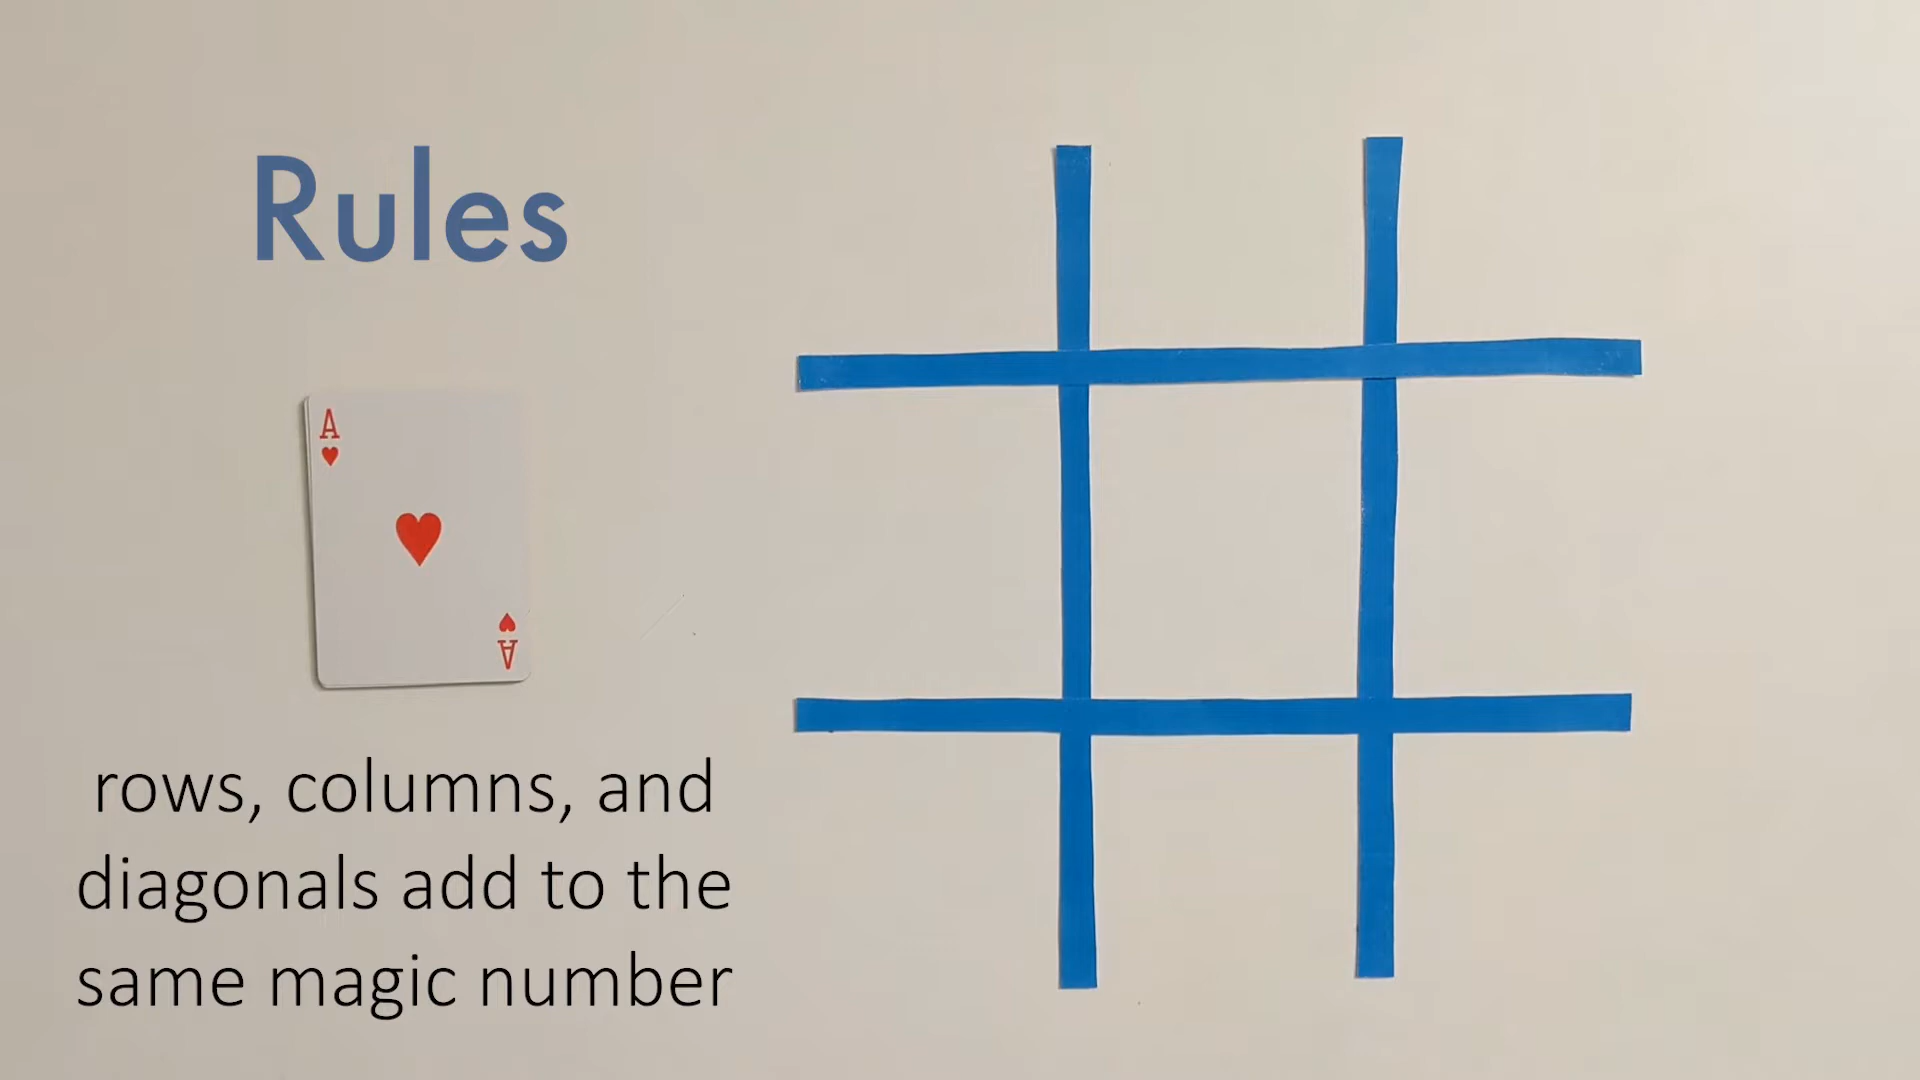 Rules
A
A
rows, columns, and
diagonals add to the
same magic number